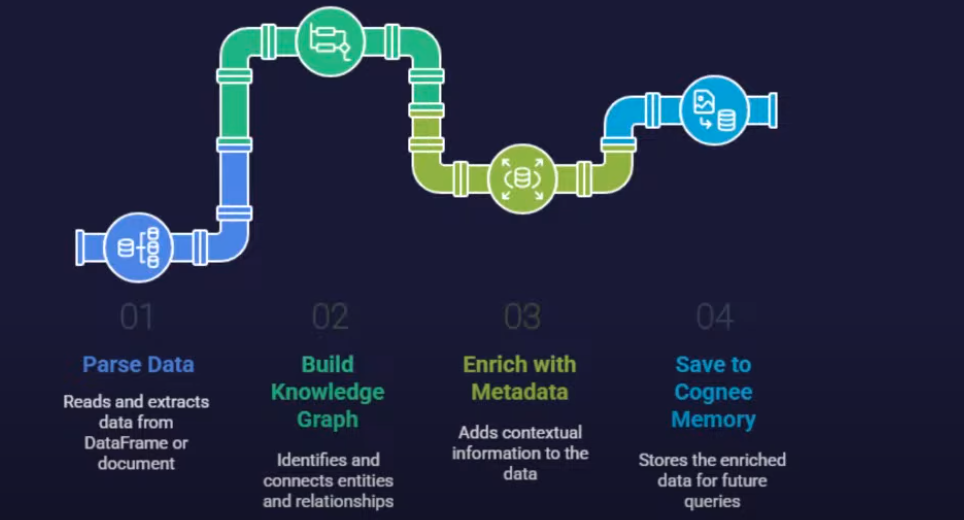 01
Parse Data
Reads and extracts
data from
DataFrame or
document
02
Build
Knowledge
Graph
Identifies and
connects entities
and relationships
03
Enrich with
Metadata
Adds contextual
information to the
data
04
Save to
Cognee
Memory
Stores the enriched
data for future
queries